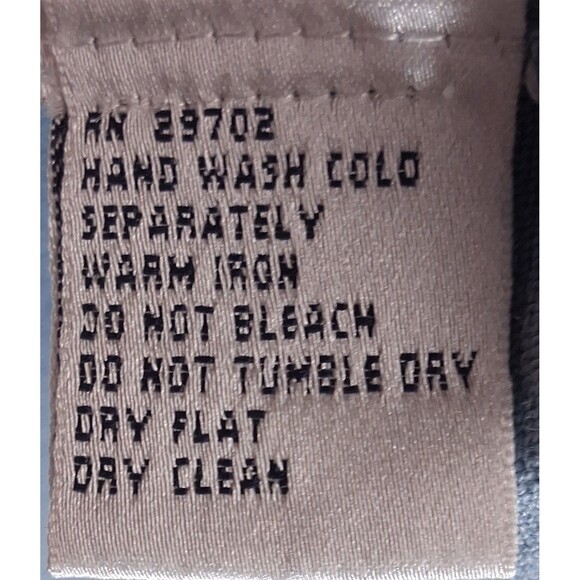 RN 29702
HAND WASH COLD
SEPARATELY
WARM IRON
DO NOT BLEACH
DO NOT TUMBLE DRY
DRY FLAT
DRY CLEAN